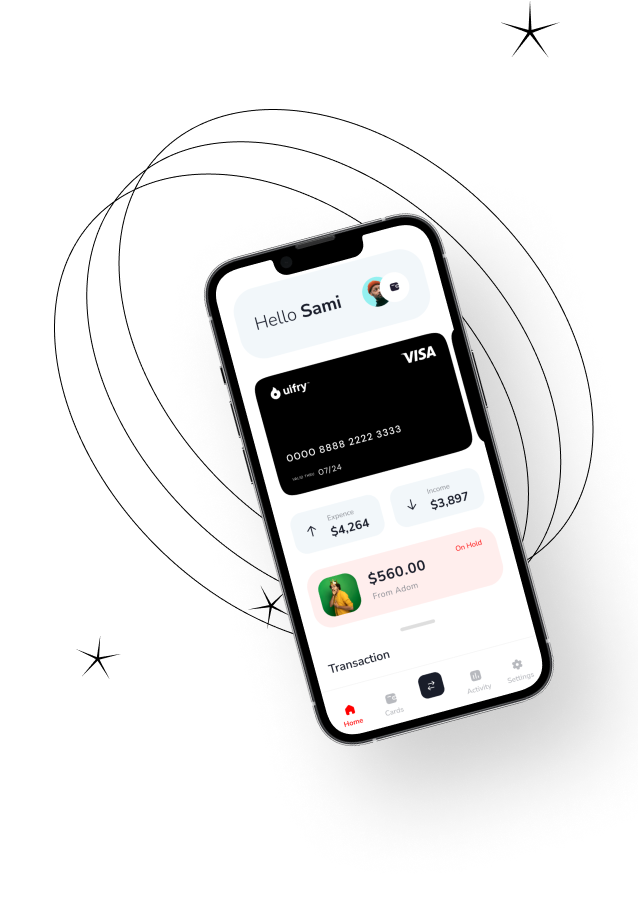 Hello Sami
VISA
uifry™
0000 8888 2222 3333
VALID THRU 07/24
Expence
$4,264
Income
$3,897
$560.00
On Hold
From Adom
Transaction
Home
Cards
Activity
Settings